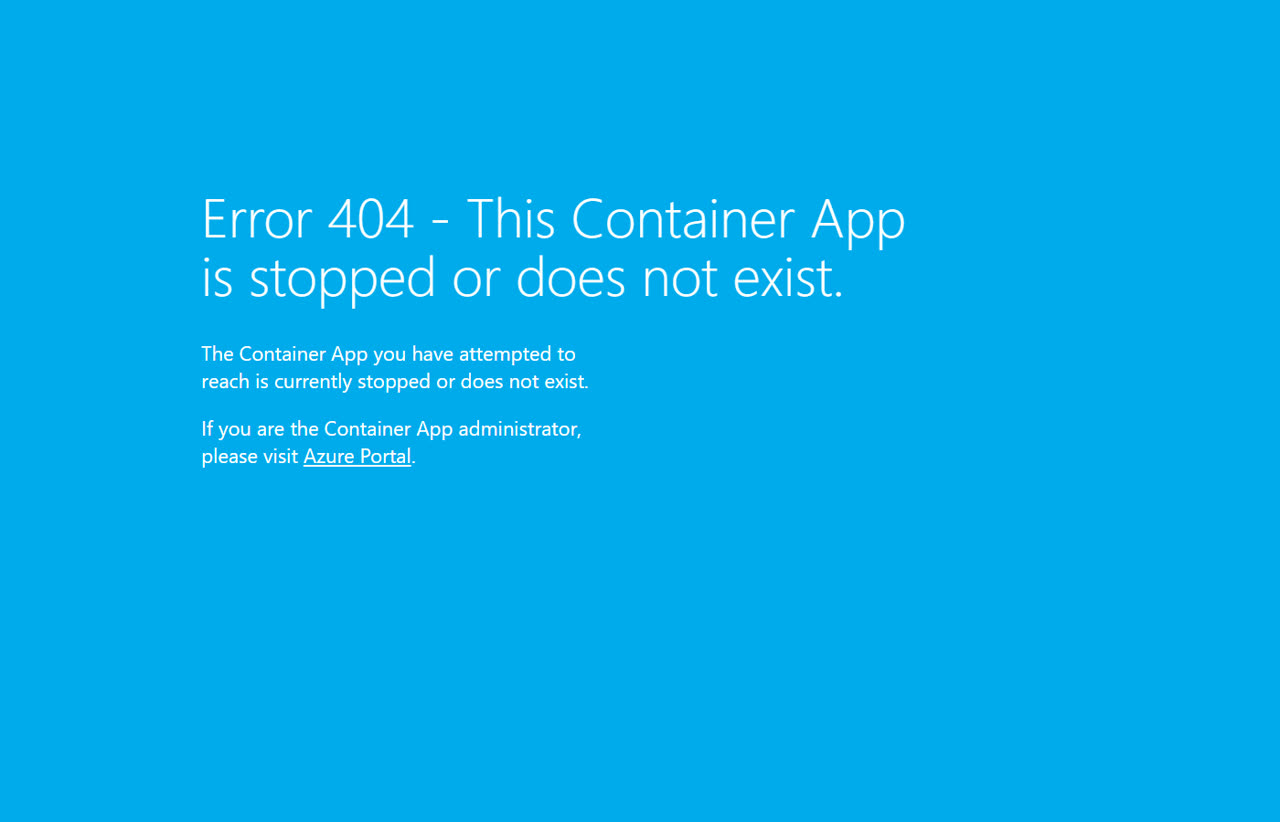 Error 404 - This Container App
is stopped or does not exist.
The Container App you have attempted to
reach is currently stopped or does not exist.
If you are the Container App administrator,
please visit Azure Portal.